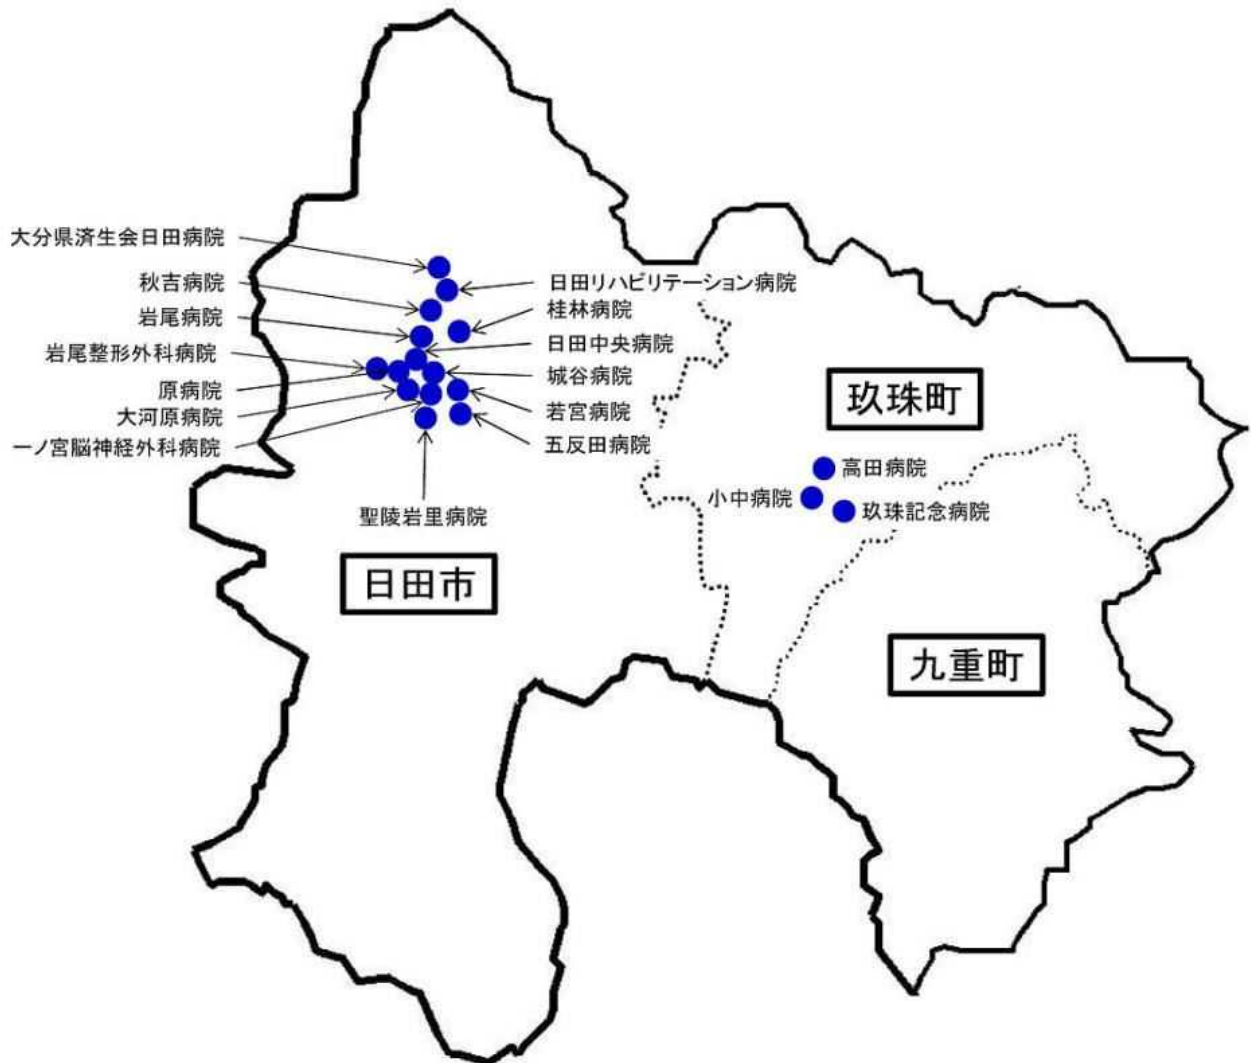 大分県済生会日田病院
秋吉病院
岩尾病院
岩尾整形外科病院
原病院
大河原病院
一ノ宮脳神経外科病院
聖陵岩里病院
日田リハビリテーション病院
桂林病院
日田中央病院
城谷病院
若宮病院
五反田病院
日田市
玖珠町
高田病院
小中病院
玖珠記念病院
九重町